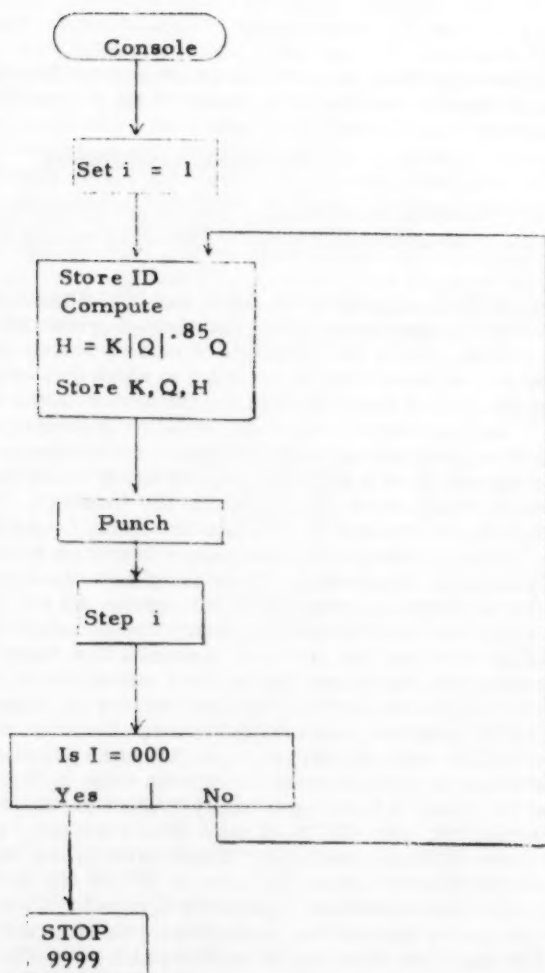 Console
Set i = 1
Store ID
Compute
H = K|Q|.85Q
Store K, Q, H
Punch
Step i
Is I = 000
Yes No
STOP
9999